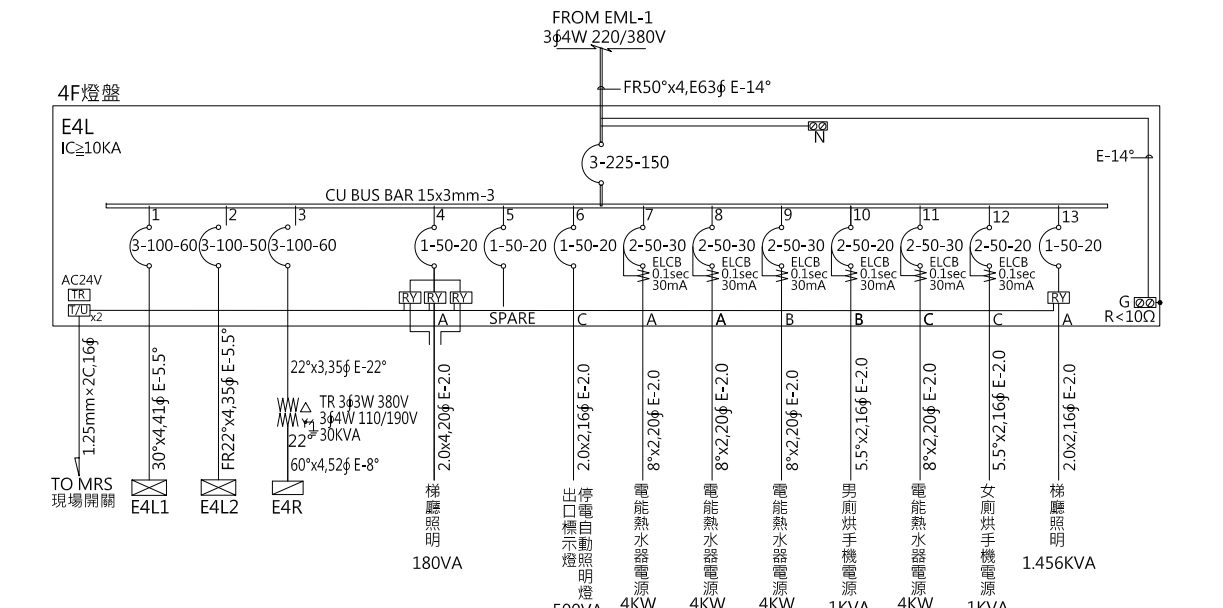 FROM EML-1
3ϕ4W 220/380V
FR50°x4,E63ϕ E-14°
4F燈盤
E4L
IC≧10KA
N
E-14°
3-225-150
CU BUS BAR 15x3mm-3
1 2 3 4 5 6 7 8 9 10 11 12 13
3-100-60 3-100-50 3-100-60 1-50-20 1-50-20 1-50-20 2-50-30 2-50-30 2-50-30 2-50-20 2-50-30 2-50-20 1-50-20
ELCB ELCB ELCB ELCB ELCB ELCB
0.1sec 0.1sec 0.1sec 0.1sec 0.1sec 0.1sec
30mA 30mA 30mA 30mA 30mA 30mA
AC24V
TR
T/U x2
RY RY RY RY
G
R<10Ω
A SPARE C A A B B C C A
1.25mm×2C,16ϕ
30°x4,41ϕ E-5.5°
FR22°x4,35ϕ E-5.5°
22°x3,35ϕ E-22°
TR 3ϕ3W 380V
3ϕ4W 110/190V
30KVA
22°
60°x4,52ϕ E-8°
2.0x4,20ϕ E-2.0
2.0x2,16ϕ E-2.0
8°x2,20ϕ E-2.0
8°x2,20ϕ E-2.0
8°x2,20ϕ E-2.0
5.5°x2,16ϕ E-2.0
8°x2,20ϕ E-2.0
5.5°x2,16ϕ E-2.0
2.0x2,16ϕ E-2.0
TO MRS
現場開關
E4L1
E4L2
E4R
梯廳照明
180VA
停電自動照明燈
出口標示燈
500VA
電能熱水器電源
4KW
電能熱水器電源
4KW
電能熱水器電源
4KW
男廁烘手機電源
1KVA
電能熱水器電源
4KW
女廁烘手機電源
1KVA
梯廳照明
1.456KVA